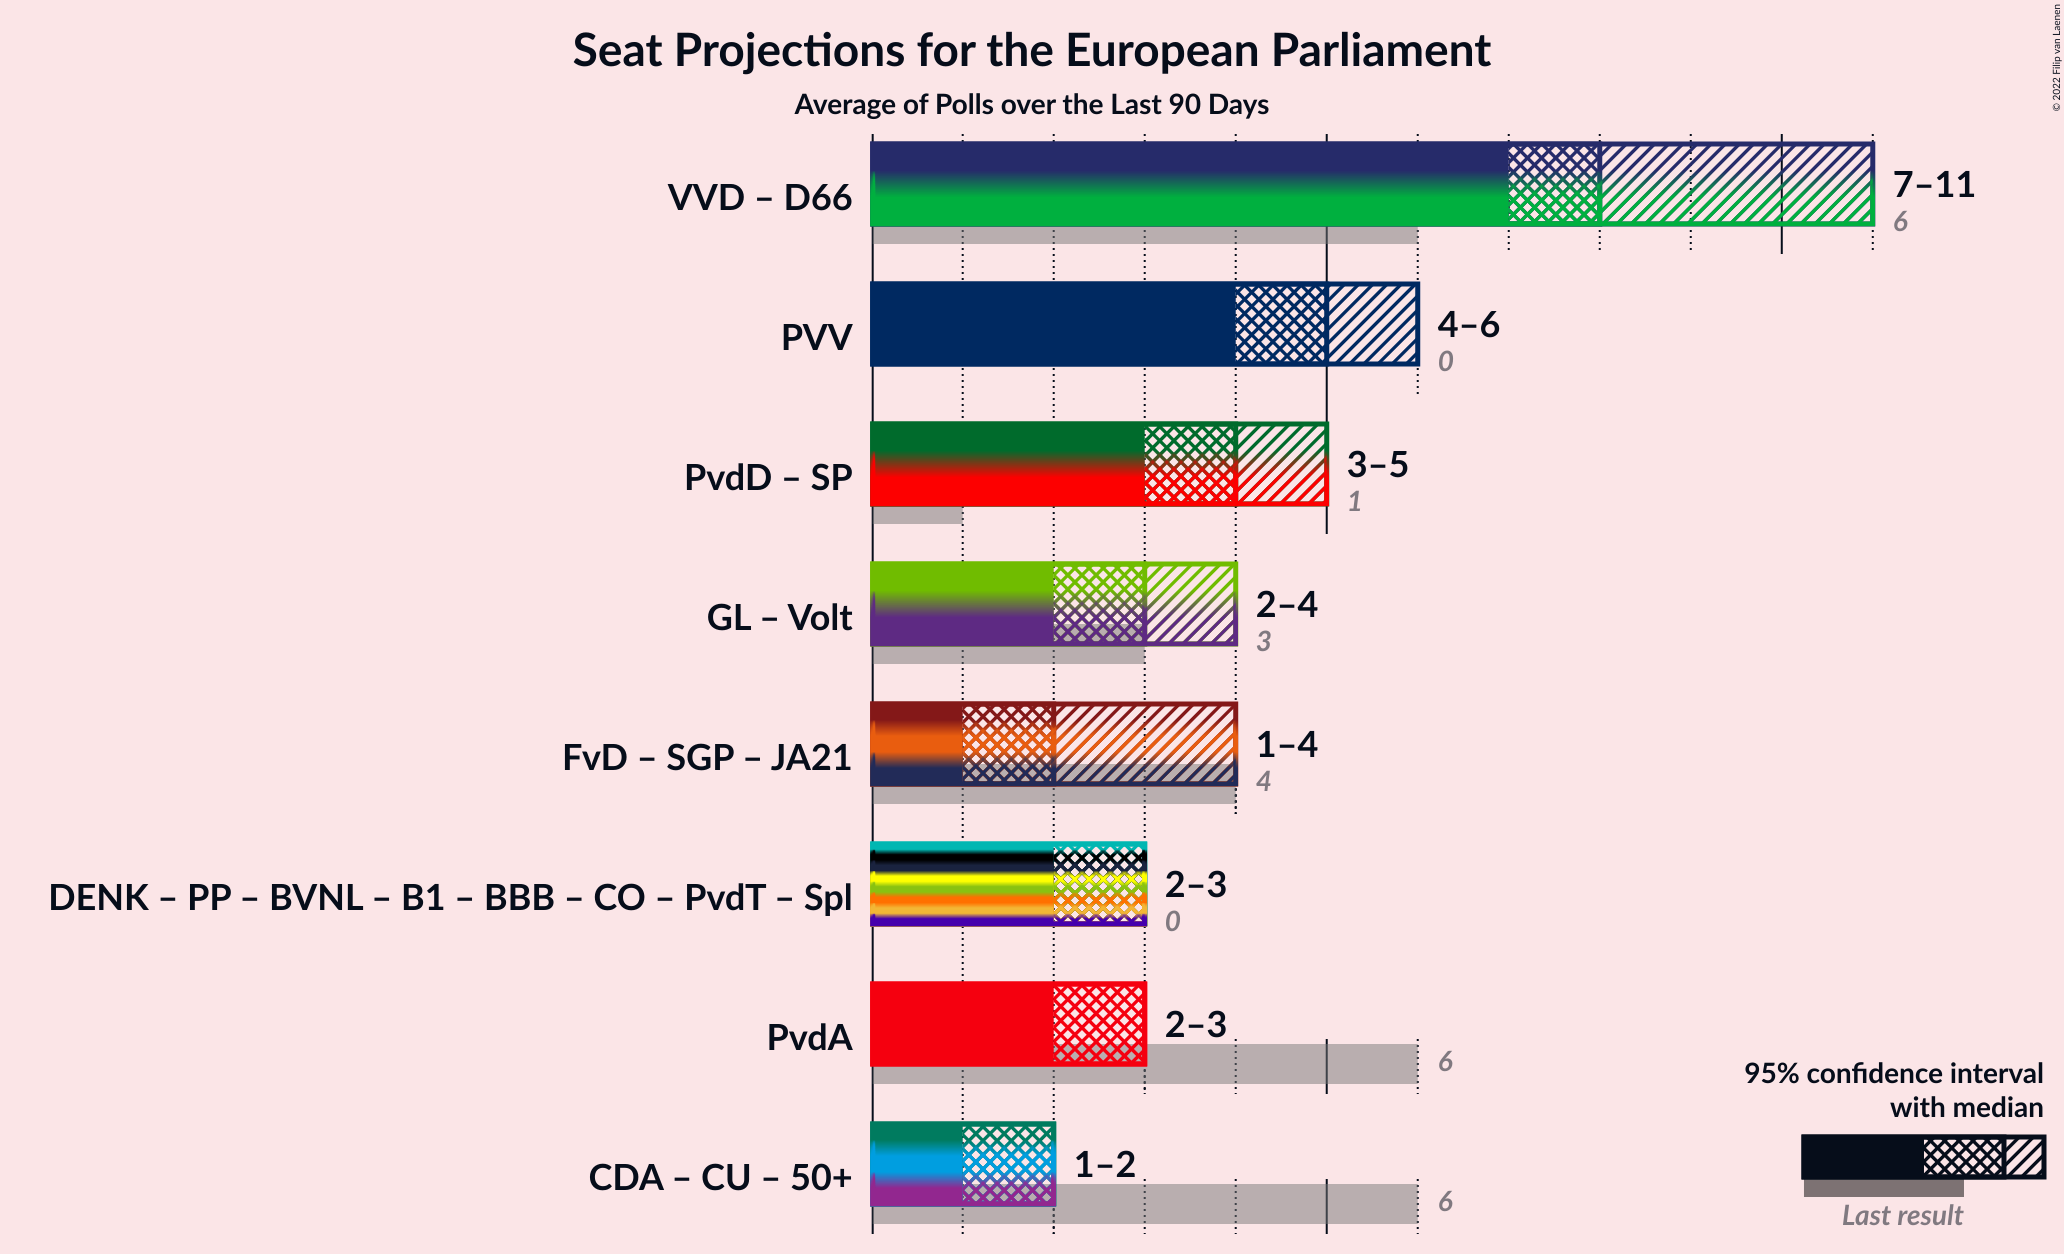 Seat Projections for the European Parliament
Average of Polls over the Last 90 Days
© 2022 Filip van Laenen
VVD – D66
7–11
6
PVV
4–6
0
PvdD – SP
3–5
1
GL – Volt
2–4
3
FvD – SGP – JA21
1–4
4
DENK – PP – BVNL – B1 – BBB – CO – PvdT – Spl
2–3
0
PvdA
2–3
6
CDA – CU – 50+
1–2
6
95% confidence interval
with median
Last result